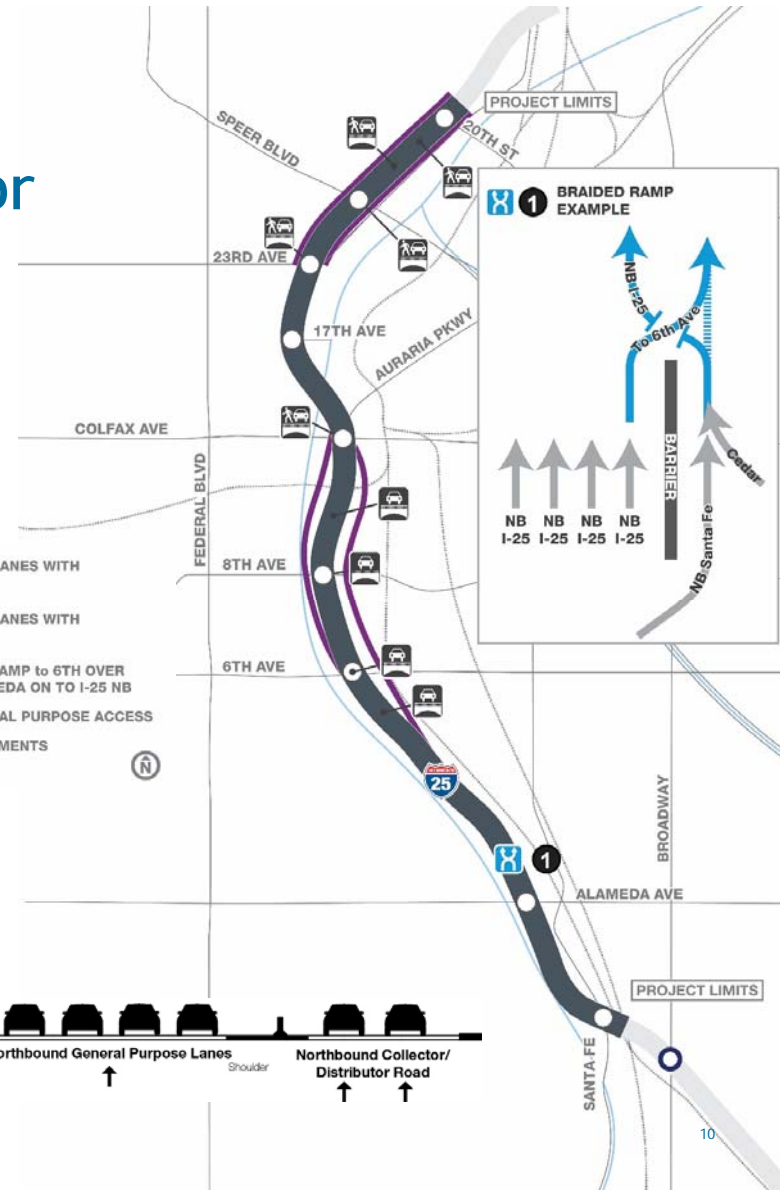 or
PROJECT LIMITS
SPEER BLVD
20TH ST
1
BRAIDED RAMP
EXAMPLE
23RD AVE
NB I-25
To 6th Ave
17TH AVE
AURARIA PKWY
COLFAX AVE
FEDERAL BLVD
BARRIER
Cedar
NB
I-25
NB
I-25
NB
I-25
NB
I-25
NB Santa Fe
ANES WITH
8TH AVE
ANES WITH
AMP to 6TH OVER
EDA ON TO I-25 NB
6TH AVE
AL PURPOSE ACCESS
MENTS
N
25
BROADWAY
1
ALAMEDA AVE
PROJECT LIMITS
SANTA FE
orthbound General Purpose Lanes
Shoulder
Northbound Collector/
Distributor Road
10